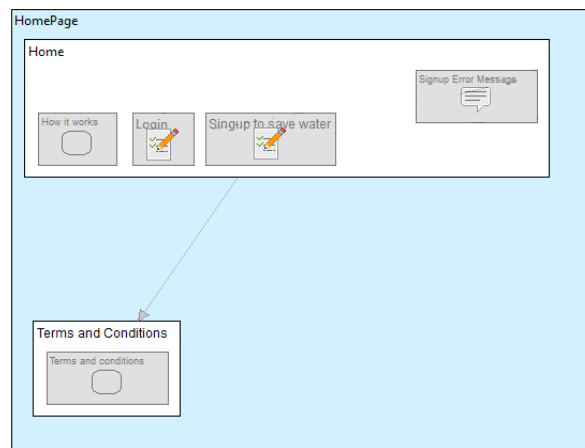 HomePage
Home
Signup Error Message
How it works
Login
Singup to save water
Terms and Conditions
Terms and conditions